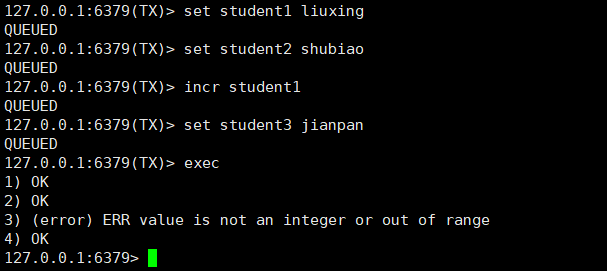 127.0.0.1:6379(TX)> set student1 liuxing
QUEUED
127.0.0.1:6379(TX)> set student2 shubiao
QUEUED
127.0.0.1:6379(TX)> incr student1
QUEUED
127.0.0.1:6379(TX)> set student3 jianpan
QUEUED
127.0.0.1:6379(TX)> exec
1) OK
2) OK
3) (error) ERR value is not an integer or out of range
4) OK
127.0.0.1:6379>